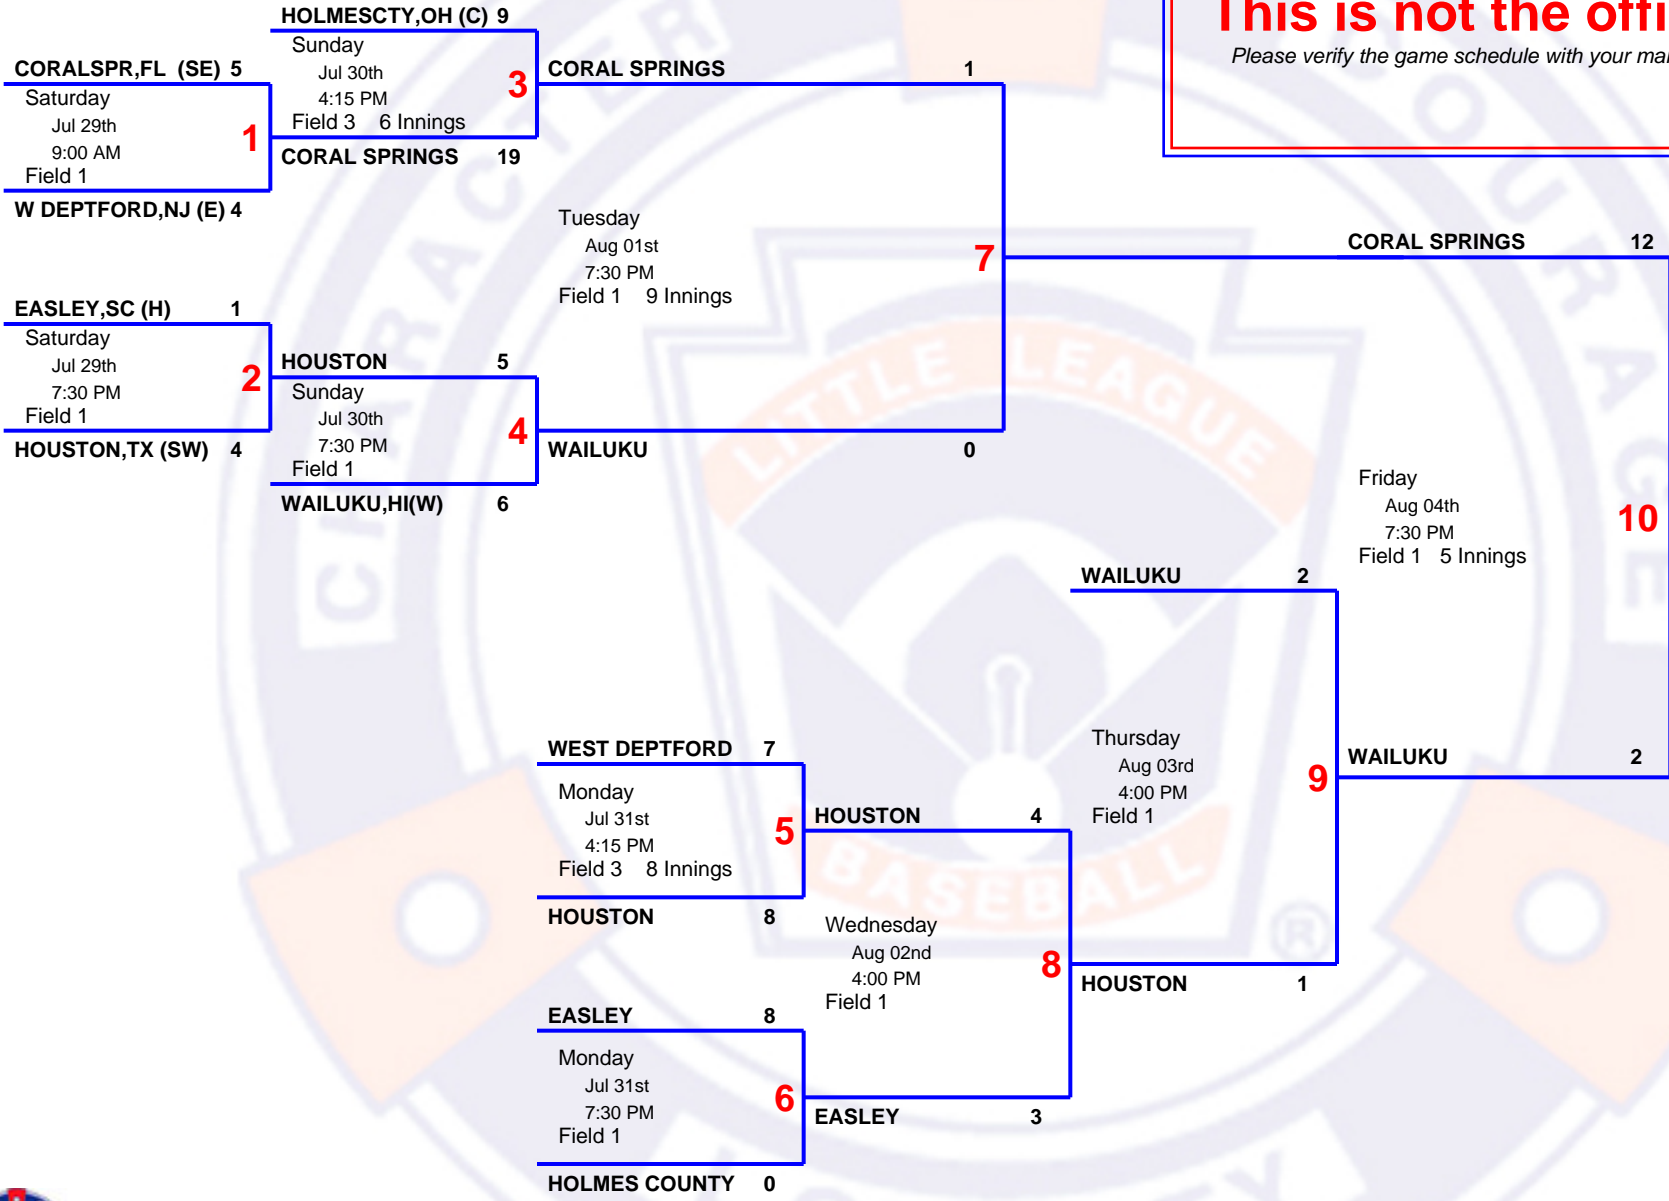 HOLMESCTY,OH (C) 9
Sunday
Jul 30th
4:15 PM
Field 3 6 Innings
3
CORALSPR,FL (SE) 5
Saturday
Jul 29th
9:00 AM
Field 1
1
W DEPTFORD,NJ (E) 4
CORAL SPRINGS 19
CORAL SPRINGS 1
This is not the offi
Please verify the game schedule with your ma
Tuesday
Aug 01st
7:30 PM
Field 1 9 Innings
7
CORAL SPRINGS 12
EASLEY,SC (H) 1
Saturday
Jul 29th
7:30 PM
Field 1
2
HOUSTON,TX (SW) 4
HOUSTON 5
Sunday
Jul 30th
7:30 PM
Field 1
4
WAILUKU,HI(W) 6
WAILUKU 0
Friday
Aug 04th
7:30 PM
Field 1 5 Innings
10
WAILUKU 2
Thursday
Aug 03rd
4:00 PM
Field 1
9
WAILUKU 2
WEST DEPTFORD 7
Monday
Jul 31st
4:15 PM
Field 3 8 Innings
5
HOUSTON 8
HOUSTON 4
Wednesday
Aug 02nd
4:00 PM
Field 1
8
HOUSTON 1
EASLEY 8
Monday
Jul 31st
7:30 PM
Field 1
6
EASLEY 3
HOLMES COUNTY 0
CHARACTER
COURAGE
LITTLE LEAGUE
BASEBALL
®